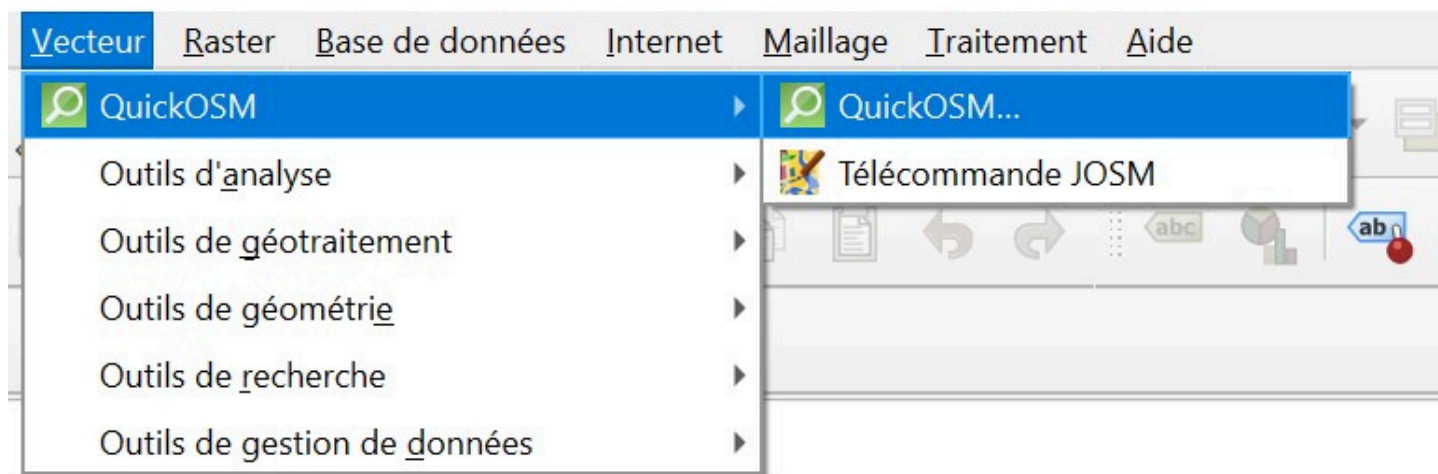 Vecteur Raster Base de données Internet Maillage Traitement Aide
QuickOSM
QuickOSM...
Outils d'analyse
Télécommande JOSM
Outils de géotraitement
abc
ab
Outils de géométrie
Outils de recherche
Outils de gestion de données